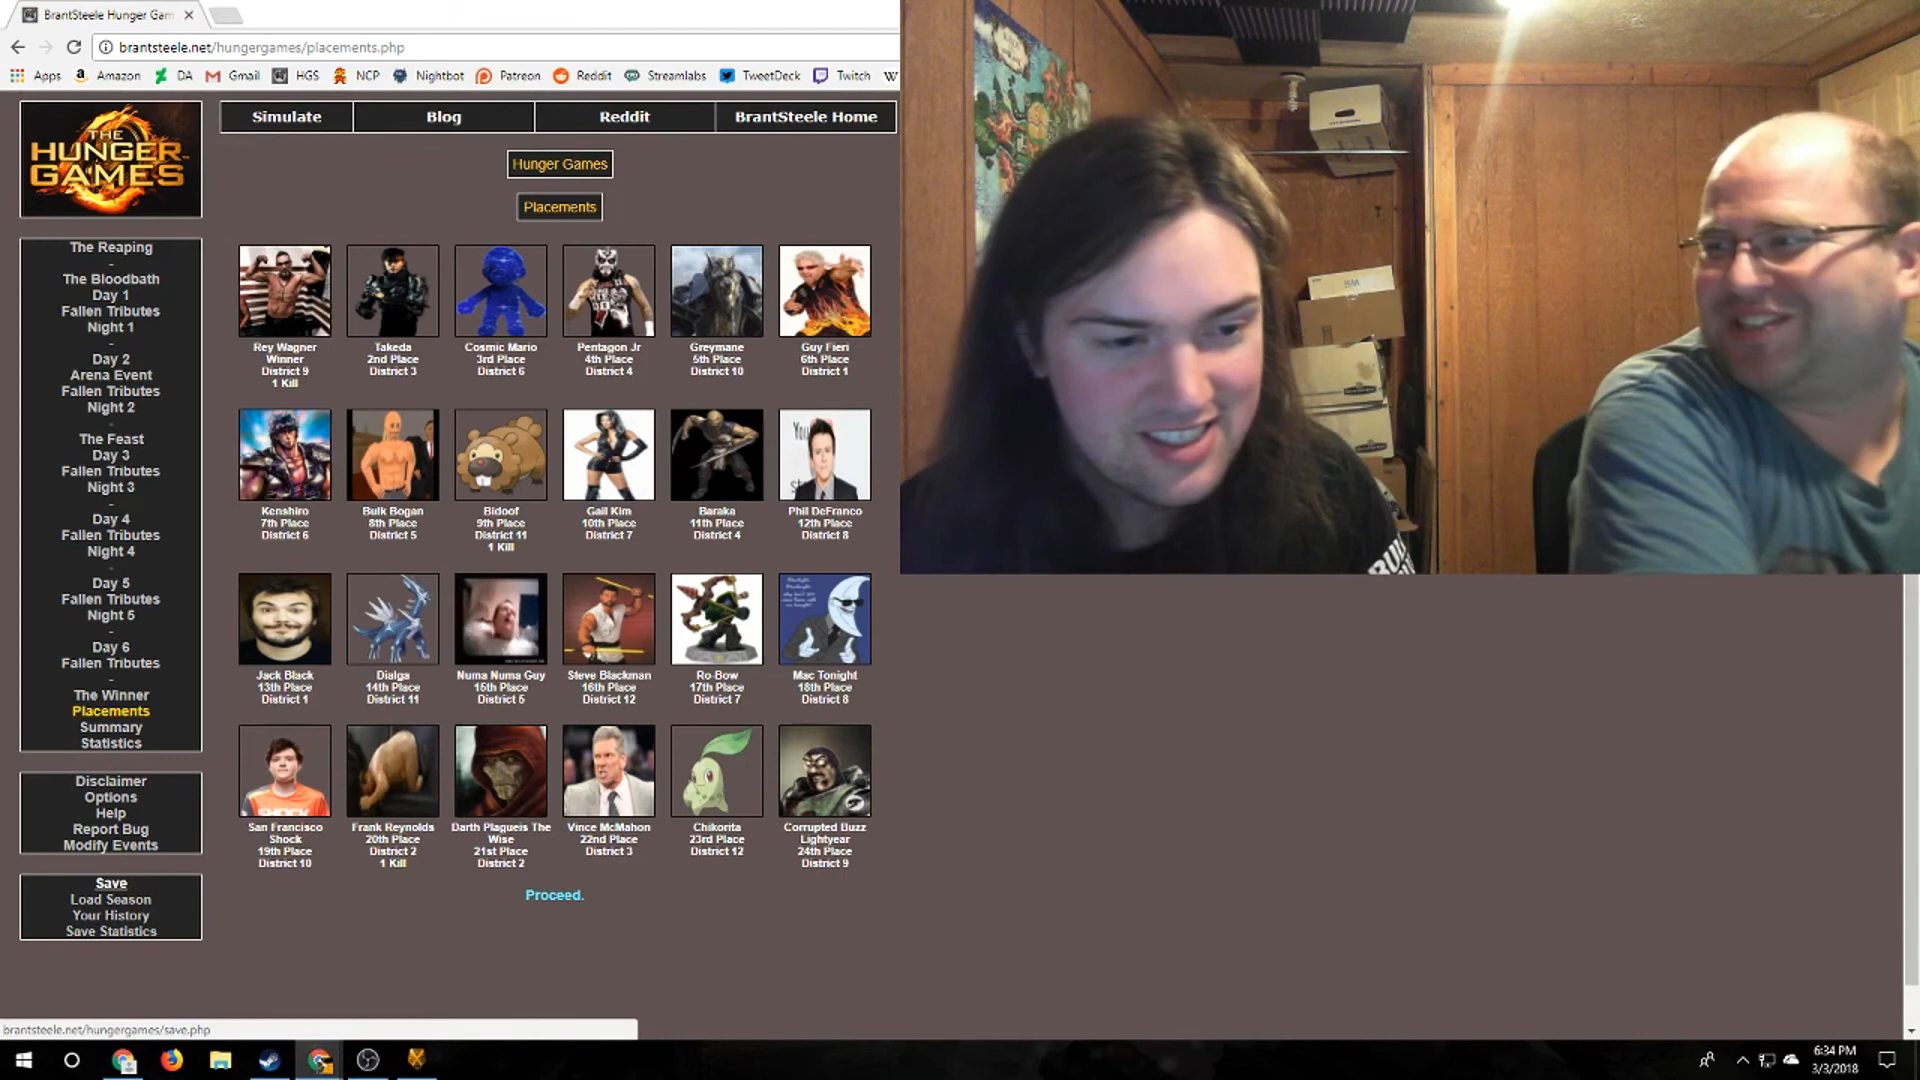 BrantSteele Hunger Gam
brantsteele.net/hungergames/placements.php
Apps Amazon DA Gmail HGS NCP Nightbot Patreon Reddit Streamlabs TweetDeck Twitch W
THE
HUNGER
GAMES
Simulate Blog Reddit BrantSteele Home
Hunger Games
Placements
The Reaping
-
The Bloodbath
Day 1
Fallen Tributes
Night 1
-
Day 2
Arena Event
Fallen Tributes
Night 2
-
The Feast
Day 3
Fallen Tributes
Night 3
-
Day 4
Fallen Tributes
Night 4
-
Day 5
Fallen Tributes
Night 5
-
Day 6
Fallen Tributes
-
The Winner
Placements
Summary
Statistics
Disclaimer
Options
Help
Report Bug
Modify Events
Save
Load Season
Your History
Save Statistics
Rey Wagner
Winner
District 9
1 Kill
Takeda
2nd Place
District 3
Cosmic Mario
3rd Place
District 6
Pentagon Jr
4th Place
District 4
Greymane
5th Place
District 10
Guy Fieri
6th Place
District 1
Kenshiro
7th Place
District 6
Bulk Bogan
8th Place
District 5
Bidoof
9th Place
District 11
1 Kill
Gail Kim
10th Place
District 7
Baraka
11th Place
District 4
You
Phil DeFranco
12th Place
District 8
Jack Black
13th Place
District 1
Dialga
14th Place
District 11
Numa Numa Guy
15th Place
District 5
Steve Blackman
16th Place
District 12
Ro-Bow
17th Place
District 7
Mac Tonight
18th Place
District 8
SHOCK
San Francisco
Shock
19th Place
District 10
Frank Reynolds
20th Place
District 2
1 Kill
Darth Plagueis The
Wise
21st Place
District 2
Vince McMahon
22nd Place
District 3
Chikorita
23rd Place
District 12
Corrupted Buzz
Lightyear
24th Place
District 9
Proceed.
brantsteele.net/hungergames/save.php
6:34 PM
3/3/2018